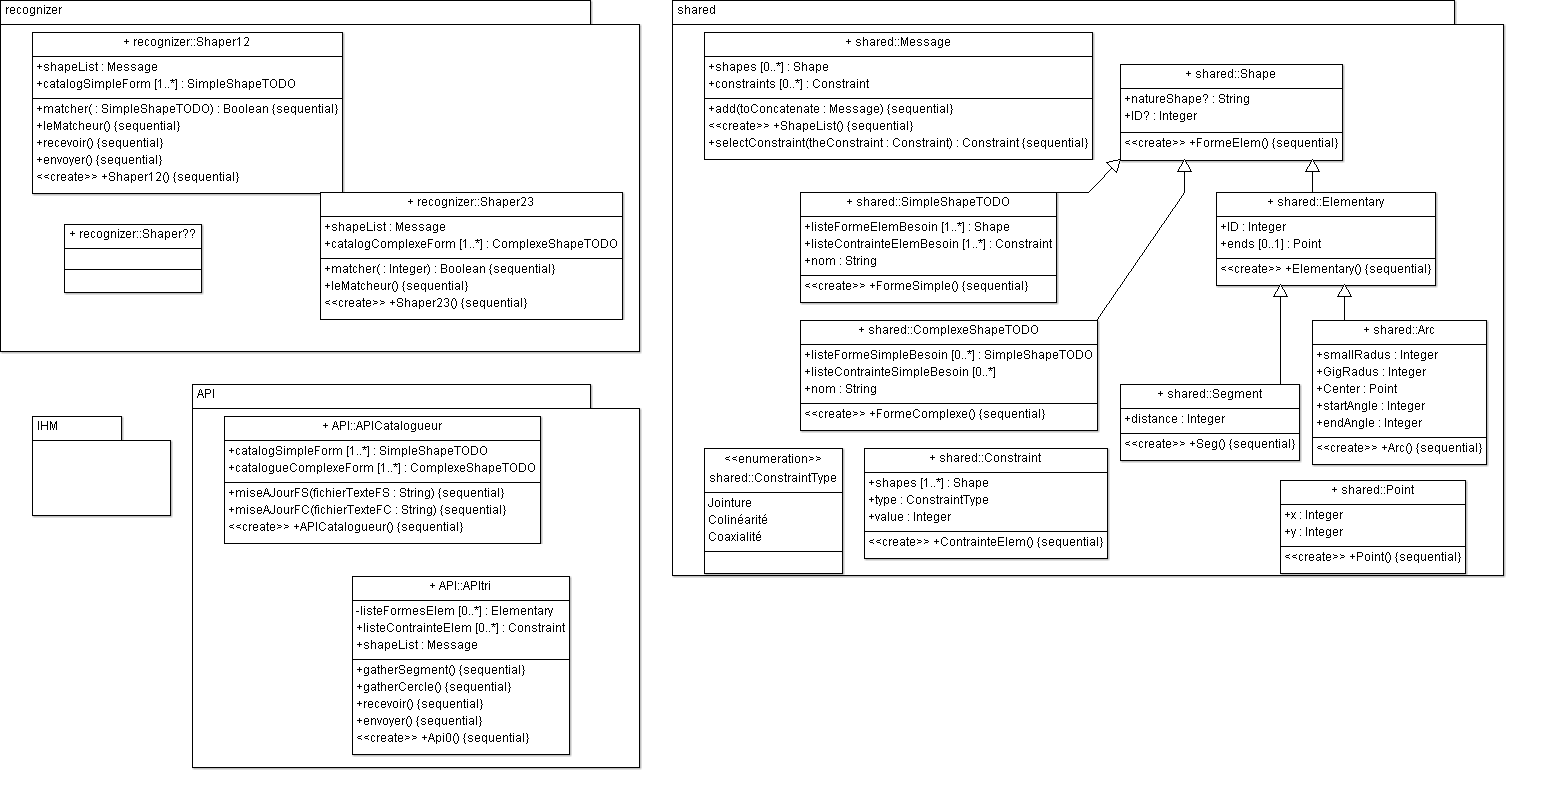 recognizer
+ recognizer::Shaper12
+shapeList : Message
+catalogSimpleForm [1..*] : SimpleShapeTODO
+matcher( : SimpleShapeTODO) : Boolean {sequential}
+leMatcheur() {sequential}
+recevoir() {sequential}
+envoyer() {sequential}
<<create>> +Shaper12() {sequential}
+ recognizer::Shaper23
+shapeList : Message
+catalogComplexeForm [1..*] : ComplexeShapeTODO
+matcher( : Integer) : Boolean {sequential}
+leMatcheur() {sequential}
<<create>> +Shaper23() {sequential}
+ recognizer::Shaper??
shared
+ shared::Message
+shapes [0..*] : Shape
+constraints [0..*] : Constraint
+add(toConcatenate : Message) {sequential}
<<create>> +ShapeList() {sequential}
+selectConstraint(theConstraint : Constraint) : Constraint {sequential}
+ shared::Shape
+natureShape? : String
+ID? : Integer
<<create>> +FormeElem() {sequential}
+ shared::SimpleShapeTODO
+listeFormeElemBesoin [1..*] : Shape
+listeContrainteElemBesoin [1..*] : Constraint
+nom : String
<<create>> +FormeSimple() {sequential}
+ shared::Elementary
+ID : Integer
+ends [0..1] : Point
<<create>> +Elementary() {sequential}
+ shared::ComplexeShapeTODO
+listeFormeSimpleBesoin [0..*] : SimpleShapeTODO
+listeContrainteSimpleBesoin [0..*]
+nom : String
<<create>> +FormeComplexe() {sequential}
+ shared::Arc
+smallRadus : Integer
+GigRadus : Integer
+Center : Point
+startAngle : Integer
+endAngle : Integer
<<create>> +Arc() {sequential}
+ shared::Segment
+distance : Integer
<<create>> +Seg() {sequential}
<<enumeration>>
shared::ConstraintType
Jointure
Colinéarité
Coaxialité
+ shared::Constraint
+shapes [1..*] : Shape
+type : ConstraintType
+value : Integer
<<create>> +ContrainteElem() {sequential}
+ shared::Point
+x : Integer
+y : Integer
<<create>> +Point() {sequential}
IHM
API
+ API::APICatalogueur
+catalogSimpleForm [1..*] : SimpleShapeTODO
+catalogueComplexeForm [1..*] : ComplexeShapeTODO
+miseAJourFS(fichierTexteFS : String) {sequential}
+miseAJourFC(fichierTexteFC : String) {sequential}
<<create>> +APICatalogueur() {sequential}
+ API::APItri
-listeFormesElem [0..*] : Elementary
+listeContrainteElem [0..*] : Constraint
+shapeList : Message
+gatherSegment() {sequential}
+gatherCercle() {sequential}
+recevoir() {sequential}
+envoyer() {sequential}
<<create>> +Api0() {sequential}